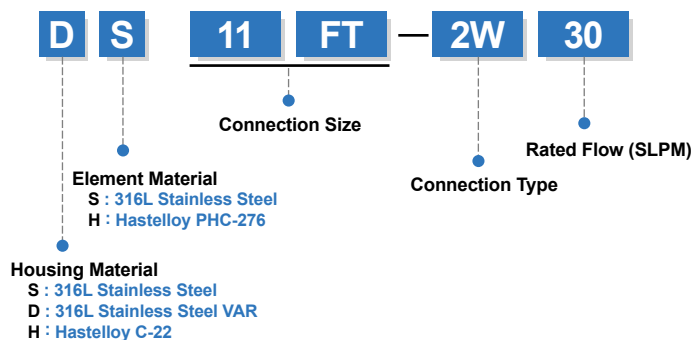 D S 11 FT — 2W 30
Connection Size
Rated Flow (SLPM)
Element Material
Connection Type
S : 316L Stainless Steel
H : Hastelloy PHC-276
Housing Material
S : 316L Stainless Steel
D : 316L Stainless Steel VAR
H : Hastelloy C-22